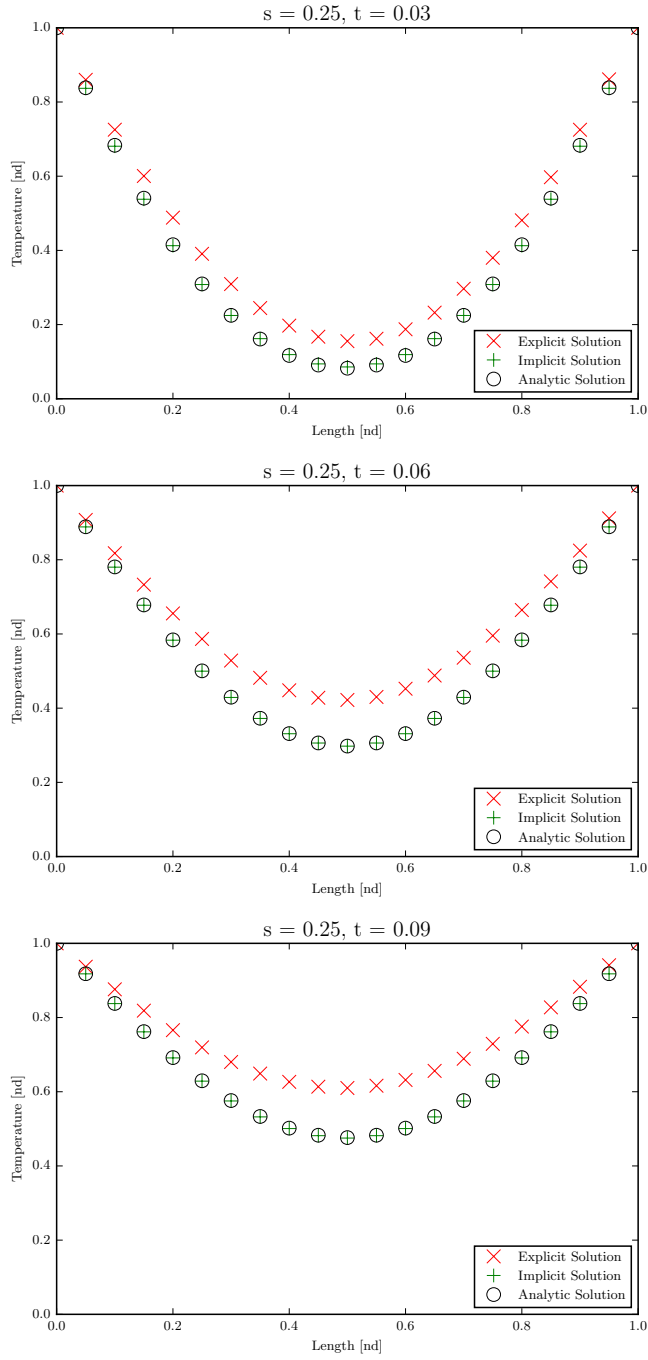 s = 0.25, t = 0.03
1.0
0.8
0.6
0.4
0.2
0.0
Temperature [nd]
Explicit Solution
Implicit Solution
Analytic Solution
0.0 0.2 0.4 0.6 0.8 1.0
Length [nd]
s = 0.25, t = 0.06
1.0
0.8
0.6
0.4
0.2
0.0
Temperature [nd]
Explicit Solution
Implicit Solution
Analytic Solution
0.0 0.2 0.4 0.6 0.8 1.0
Length [nd]
s = 0.25, t = 0.09
1.0
0.8
0.6
0.4
0.2
0.0
Temperature [nd]
Explicit Solution
Implicit Solution
Analytic Solution
0.0 0.2 0.4 0.6 0.8 1.0
Length [nd]